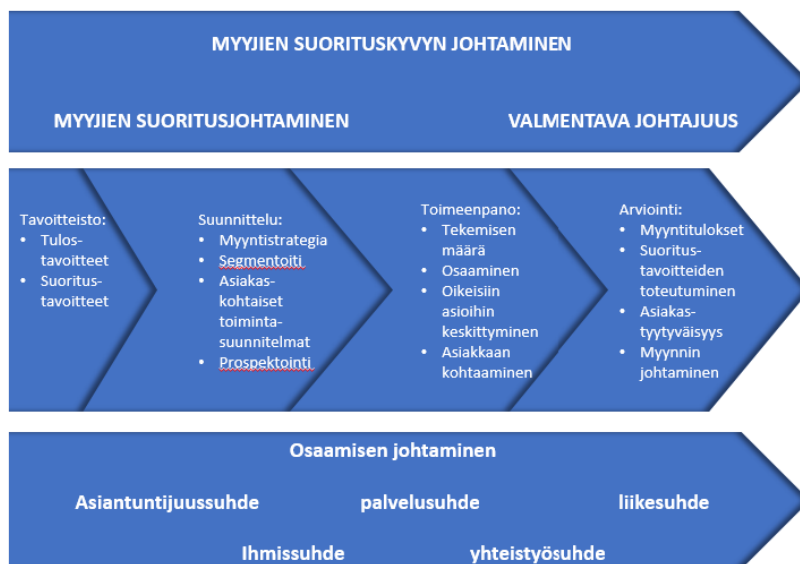 MYYJIEN SUORITUSKYVYN JOHTAMINEN
MYYJIEN SUORITUSJOHTAMINEN VALMENTAVA JOHTAJUUS
Tavoitteisto:
• Tulos-
tavoitteet
• Suoritus-
tavoitteet
Suunnittelu:
• Myyntistrategia
• Segmentoiti
• Asiakas-
kohtaiset
toiminta-
suunnitelmat
• Prospektointi
Toimeenpano:
• Tekemisen
määrä
• Osaaminen
• Oikeisiin
asioihin
keskittyminen
• Asiakkaan
kohtaaminen
Arviointi:
• Myyntitulokset
• Suoritus-
tavoitteiden
toteutuminen
• Asiakas-
tyytyväisyys
• Myynnin
johtaminen
Osaamisen johtaminen
Asiantuntijuussuhde palvelusuhde liikesuhde
Ihmissuhde yhteistyösuhde